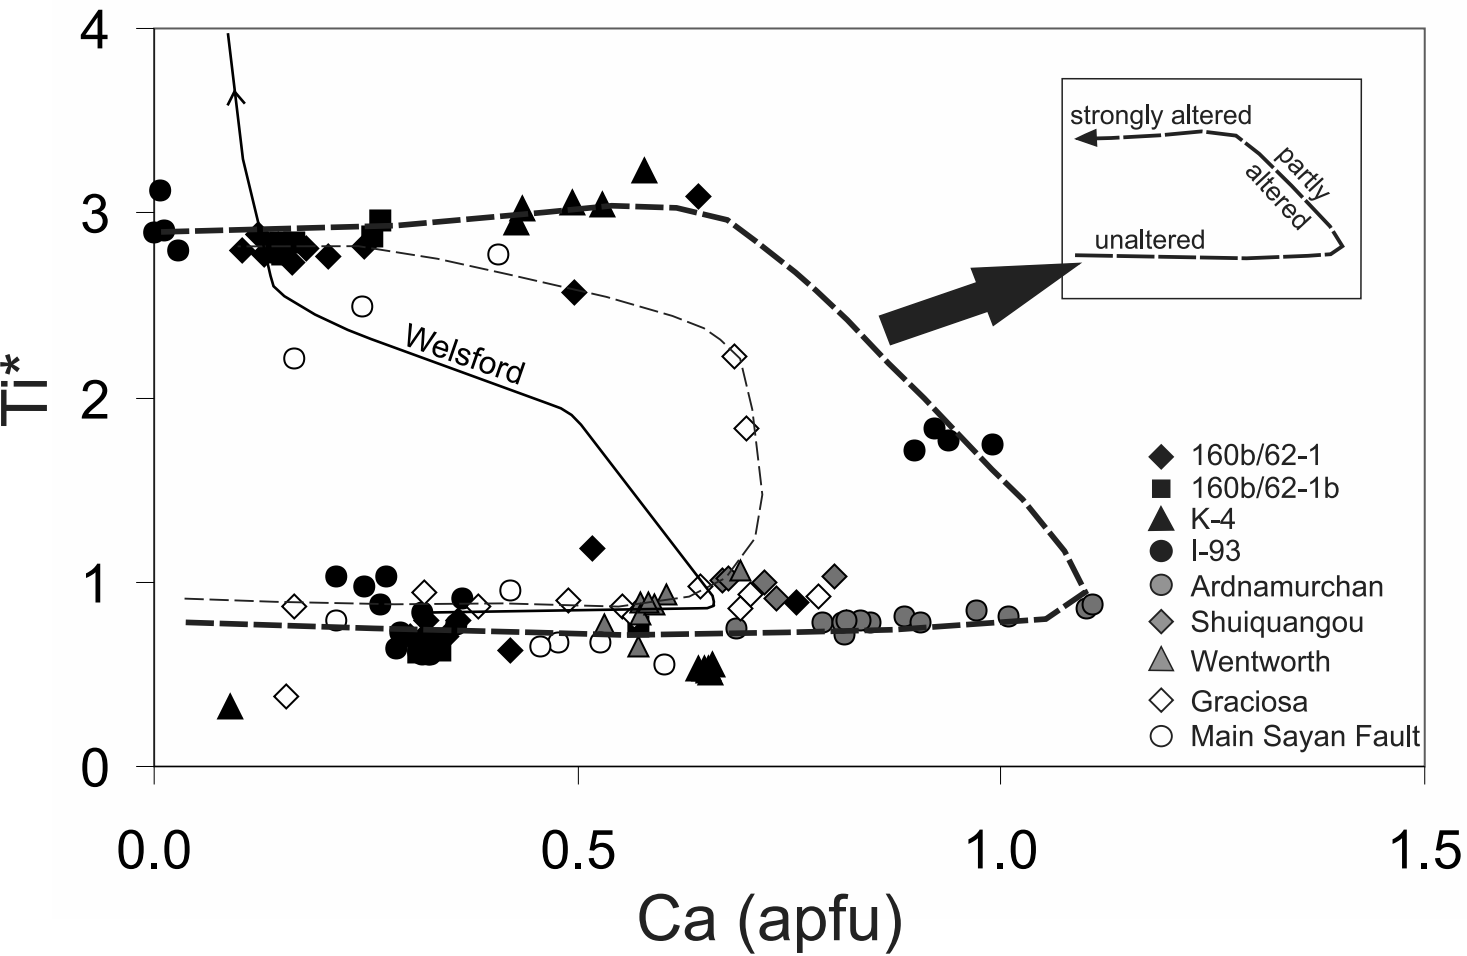 4
3
2
1
0
Ti*
0.0
0.5
1.0
1.5
Ca (apfu)
Welsford
strongly altered
partly
altered
unaltered
160b/62-1
160b/62-1b
K-4
I-93
Ardnamurchan
Shuiquangou
Wentworth
Graciosa
Main Sayan Fault